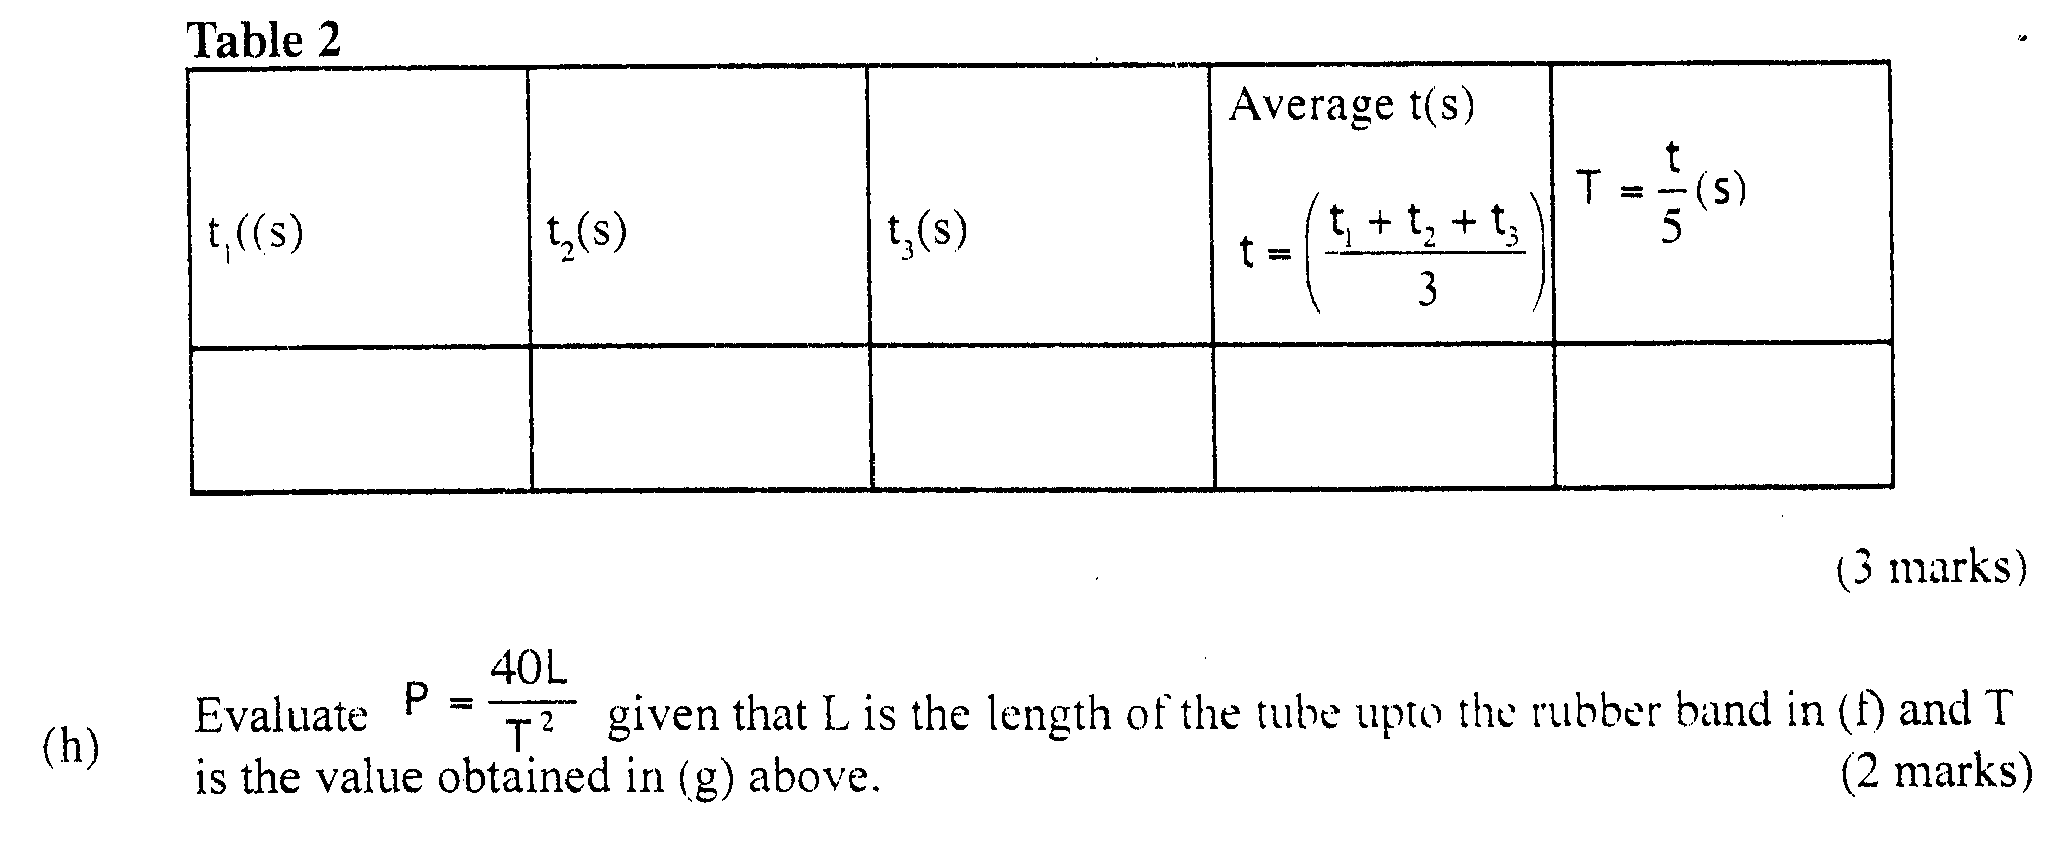 Table 2
t₁((s) t₂(s) t₃(s) Average t(s) t = ( (t₁ + t₂ + t₃) / 3 ) T = t/5 (s)
(3 marks)
(h) Evaluate P = 40L / T² given that L is the length of the tube upto the rubber band in (f) and T
is the value obtained in (g) above. (2 marks)